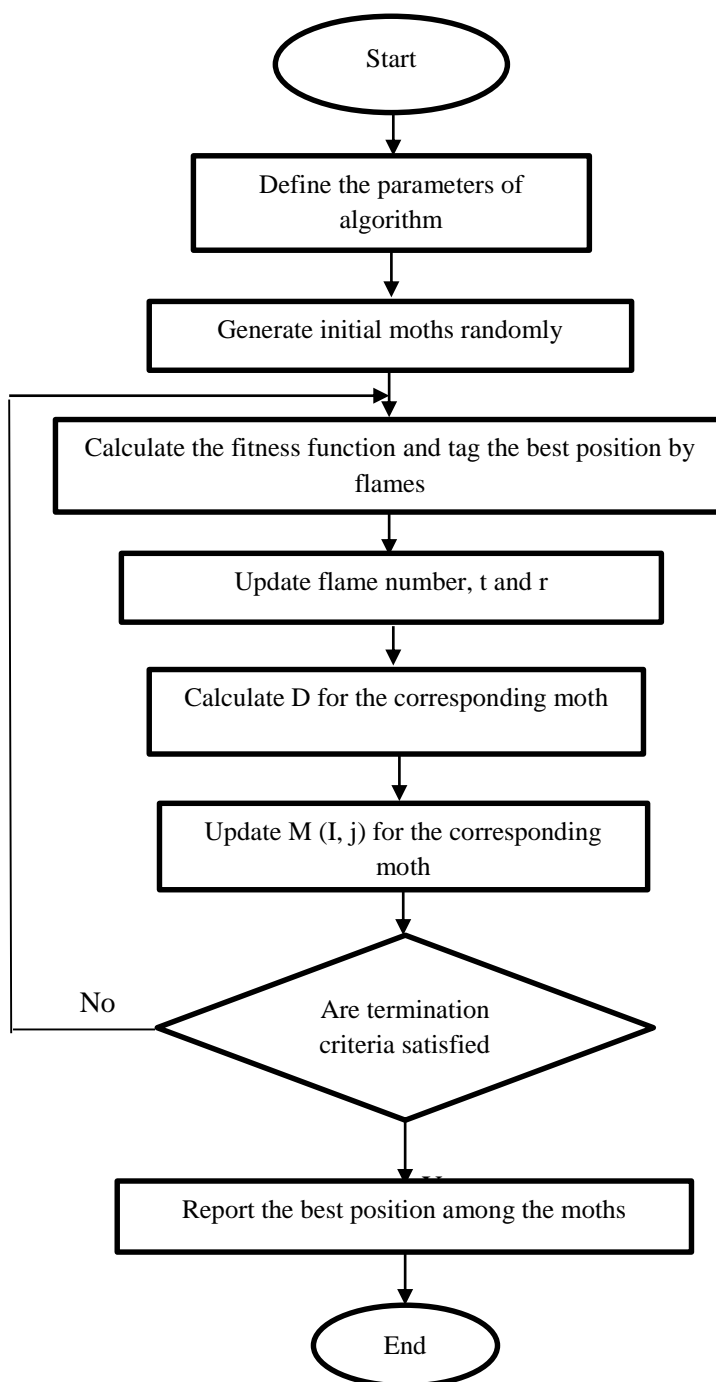 Start
Define the parameters of
algorithm
Generate initial moths randomly
Calculate the fitness function and tag the best position by
flames
Update flame number, t and r
Calculate D for the corresponding moth
Update M (I, j) for the corresponding
moth
No
Are termination
criteria satisfied
Report the best position among the moths
End